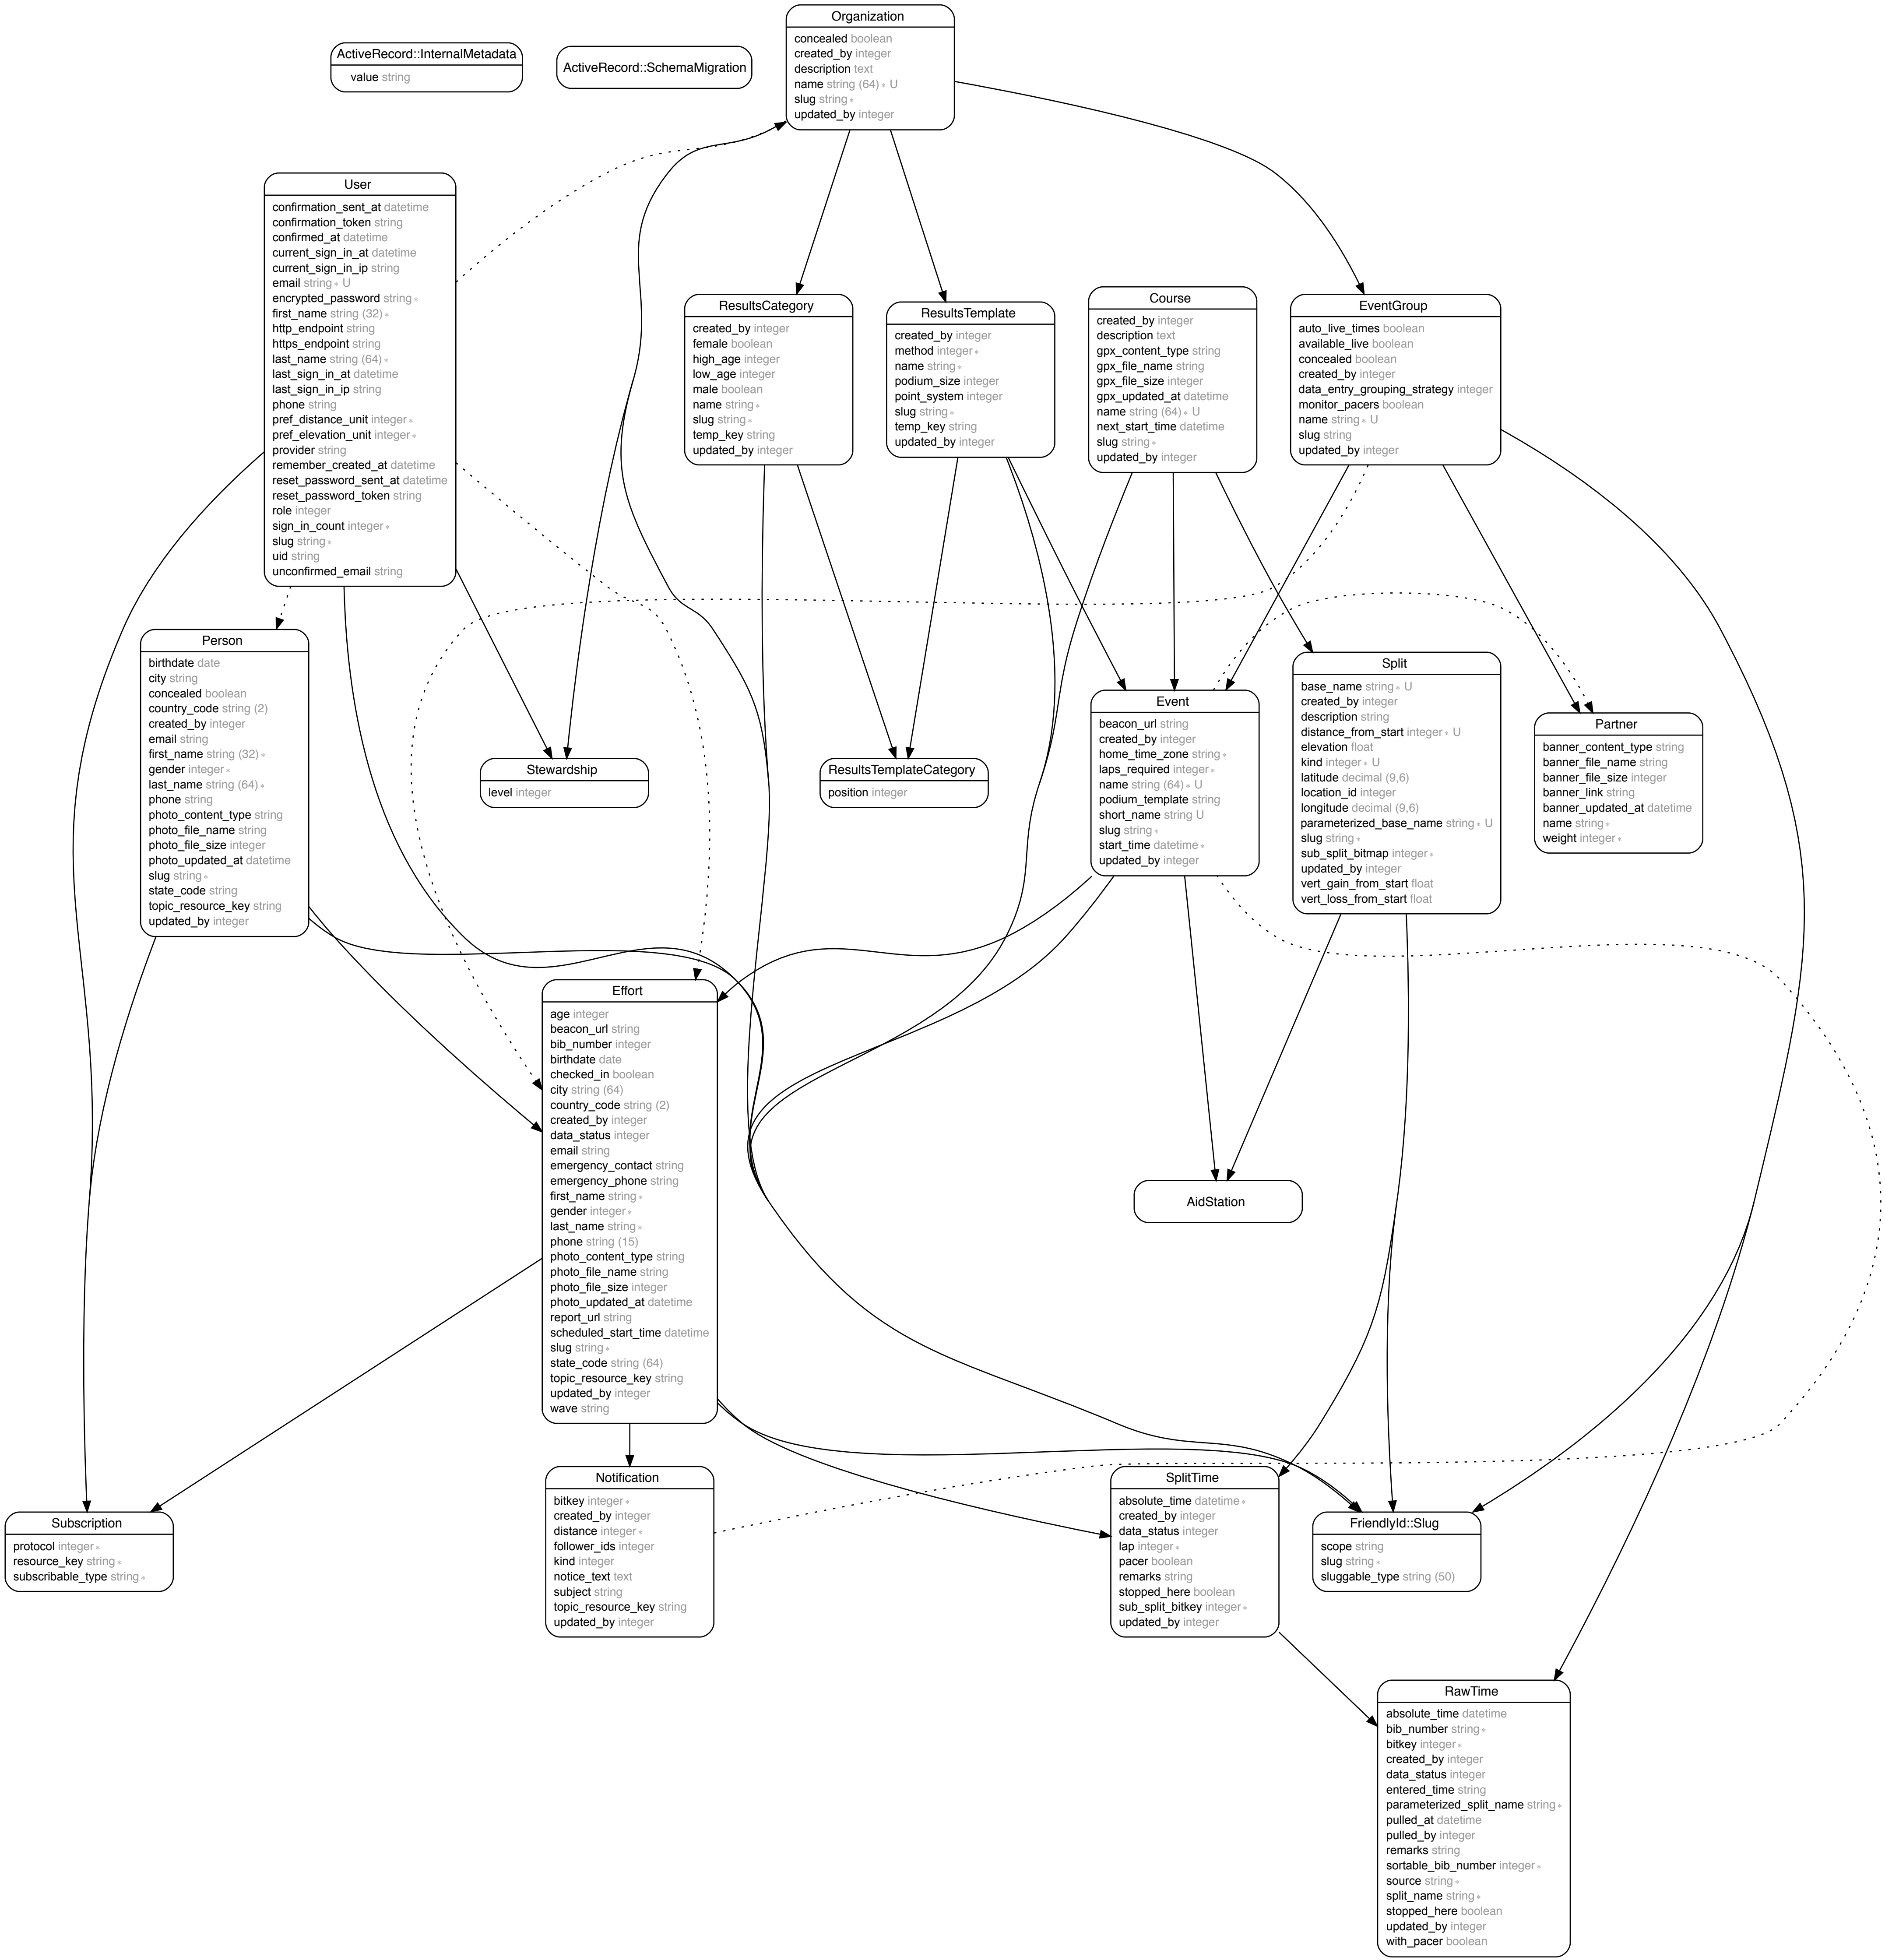 Organization
concealed boolean
created_by integer
description text
name string (64)∗ U
slug string∗
updated_by integer
ActiveRecord::InternalMetadata
value string
ActiveRecord::SchemaMigration
User
confirmation_sent_at datetime
confirmation_token string
confirmed_at datetime
current_sign_in_at datetime
current_sign_in_ip string
email string∗ U
encrypted_password string∗
first_name string (32)∗
http_endpoint string
https_endpoint string
last_name string (64)∗
last_sign_in_at datetime
last_sign_in_ip string
phone string
pref_distance_unit integer∗
pref_elevation_unit integer∗
provider string
remember_created_at datetime
reset_password_sent_at datetime
reset_password_token string
role integer
sign_in_count integer∗
slug string∗
uid string
unconfirmed_email string
ResultsCategory
created_by integer
female boolean
high_age integer
low_age integer
male boolean
name string∗
slug string∗
temp_key string
updated_by integer
ResultsTemplate
created_by integer
method integer∗
name string∗
podium_size integer
point_system integer
slug string∗
temp_key string
updated_by integer
Course
created_by integer
description text
gpx_content_type string
gpx_file_name string
gpx_file_size integer
gpx_updated_at datetime
name string (64)∗ U
next_start_time datetime
slug string∗
updated_by integer
EventGroup
auto_live_times boolean
available_live boolean
concealed boolean
created_by integer
data_entry_grouping_strategy integer
monitor_pacers boolean
name string∗ U
slug string
updated_by integer
Person
birthdate date
city string
concealed boolean
country_code string (2)
created_by integer
email string
first_name string (32)∗
gender integer∗
last_name string (64)∗
phone string
photo_content_type string
photo_file_name string
photo_file_size integer
photo_updated_at datetime
slug string∗
state_code string
topic_resource_key string
updated_by integer
Stewardship
level integer
ResultsTemplateCategory
position integer
Event
beacon_url string
created_by integer
home_time_zone string∗
laps_required integer∗
name string (64)∗ U
podium_template string
short_name string U
slug string∗
start_time datetime∗
updated_by integer
Split
base_name string∗ U
created_by integer
description string
distance_from_start integer∗ U
elevation float
kind integer∗ U
latitude decimal (9,6)
location_id integer
longitude decimal (9,6)
parameterized_base_name string∗ U
slug string∗
sub_split_bitmap integer∗
updated_by integer
vert_gain_from_start float
vert_loss_from_start float
Partner
banner_content_type string
banner_file_name string
banner_file_size integer
banner_link string
banner_updated_at datetime
name string∗
weight integer∗
Effort
age integer
beacon_url string
bib_number integer
birthdate date
checked_in boolean
city string (64)
country_code string (2)
created_by integer
data_status integer
email string
emergency_contact string
emergency_phone string
first_name string∗
gender integer∗
last_name string∗
phone string (15)
photo_content_type string
photo_file_name string
photo_file_size integer
photo_updated_at datetime
report_url string
scheduled_start_time datetime
slug string∗
state_code string (64)
topic_resource_key string
updated_by integer
wave string
AidStation
Subscription
protocol integer∗
resource_key string∗
subscribable_type string∗
Notification
bitkey integer∗
created_by integer
distance integer∗
follower_ids integer
kind integer
notice_text text
subject string
topic_resource_key string
updated_by integer
SplitTime
absolute_time datetime∗
created_by integer
data_status integer
lap integer∗
pacer boolean
remarks string
stopped_here boolean
sub_split_bitkey integer∗
updated_by integer
FriendlyId::Slug
scope string
slug string∗
sluggable_type string (50)
RawTime
absolute_time datetime
bib_number string∗
bitkey integer∗
created_by integer
data_status integer
entered_time string
parameterized_split_name string∗
pulled_at datetime
pulled_by integer
remarks string
sortable_bib_number integer∗
source string∗
split_name string∗
stopped_here boolean
updated_by integer
with_pacer boolean